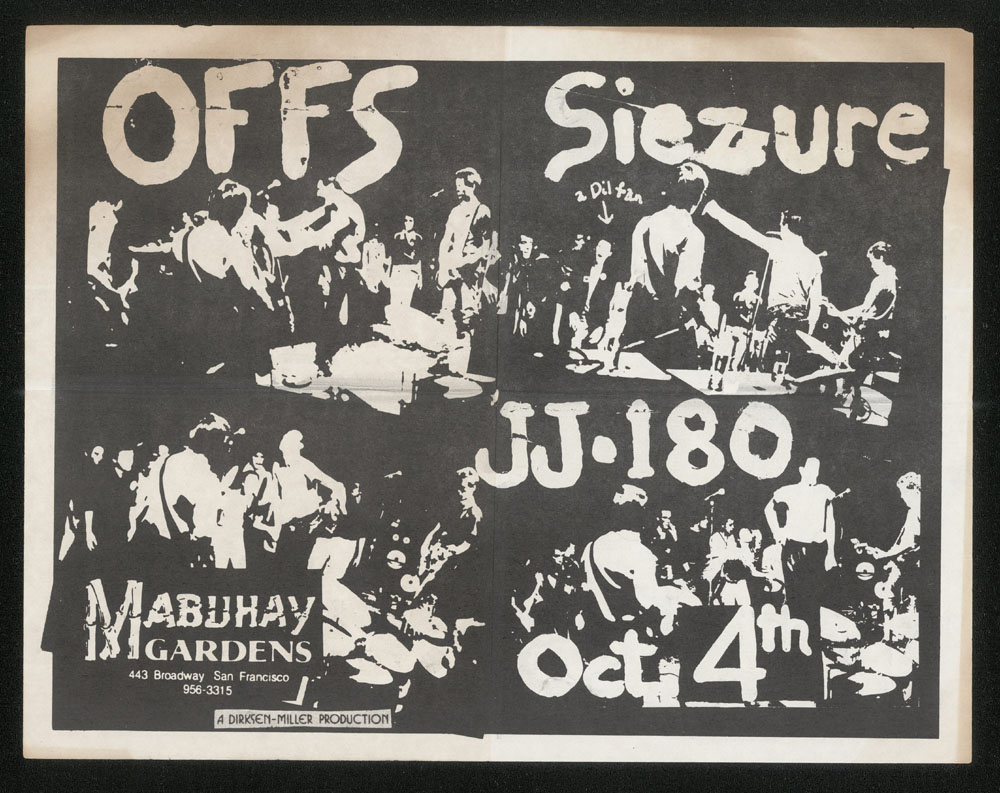 OFFS
Siezure
a Dil fan
JJ·180
MABUHAY
GARDENS
443 Broadway San Francisco
956-3315
A DIRKSEN-MILLER PRODUCTION
Oct. 4th